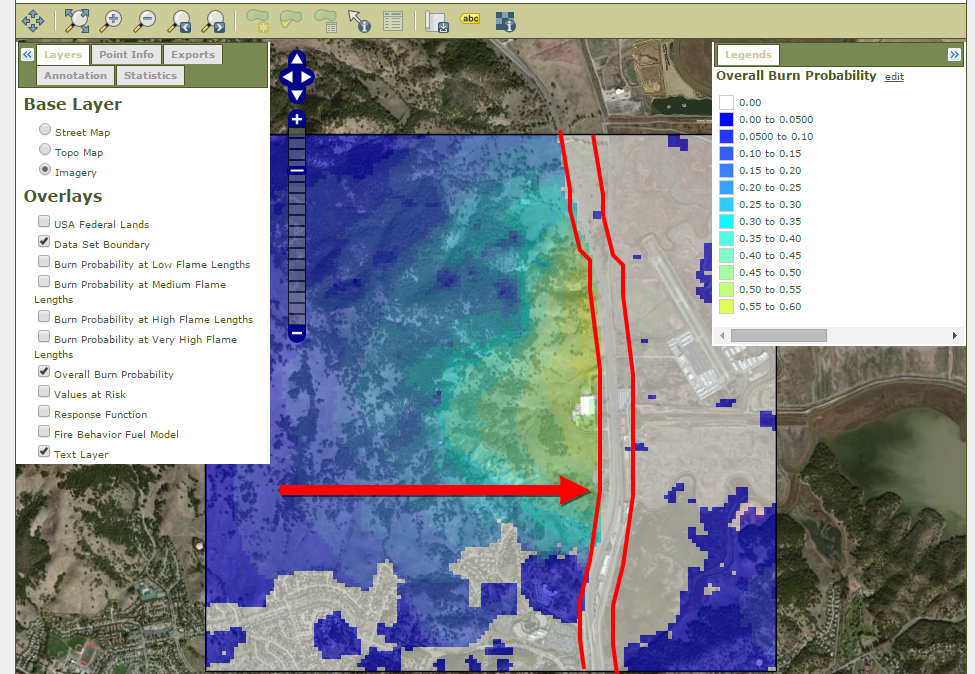 abc
Layers Point Info Exports
Annotation Statistics
Base Layer
Street Map
Topo Map
Imagery
Overlays
USA Federal Lands
Data Set Boundary
Burn Probability at Low Flame Lengths
Burn Probability at Medium Flame
Lengths
Burn Probability at High Flame Lengths
Burn Probability at Very High Flame
Lengths
Overall Burn Probability
Values at Risk
Response Function
Fire Behavior Fuel Model
Text Layer
Legends
Overall Burn Probability edit
0.00
0.00 to 0.0500
0.0500 to 0.10
0.10 to 0.15
0.15 to 0.20
0.20 to 0.25
0.25 to 0.30
0.30 to 0.35
0.35 to 0.40
0.40 to 0.45
0.45 to 0.50
0.50 to 0.55
0.55 to 0.60